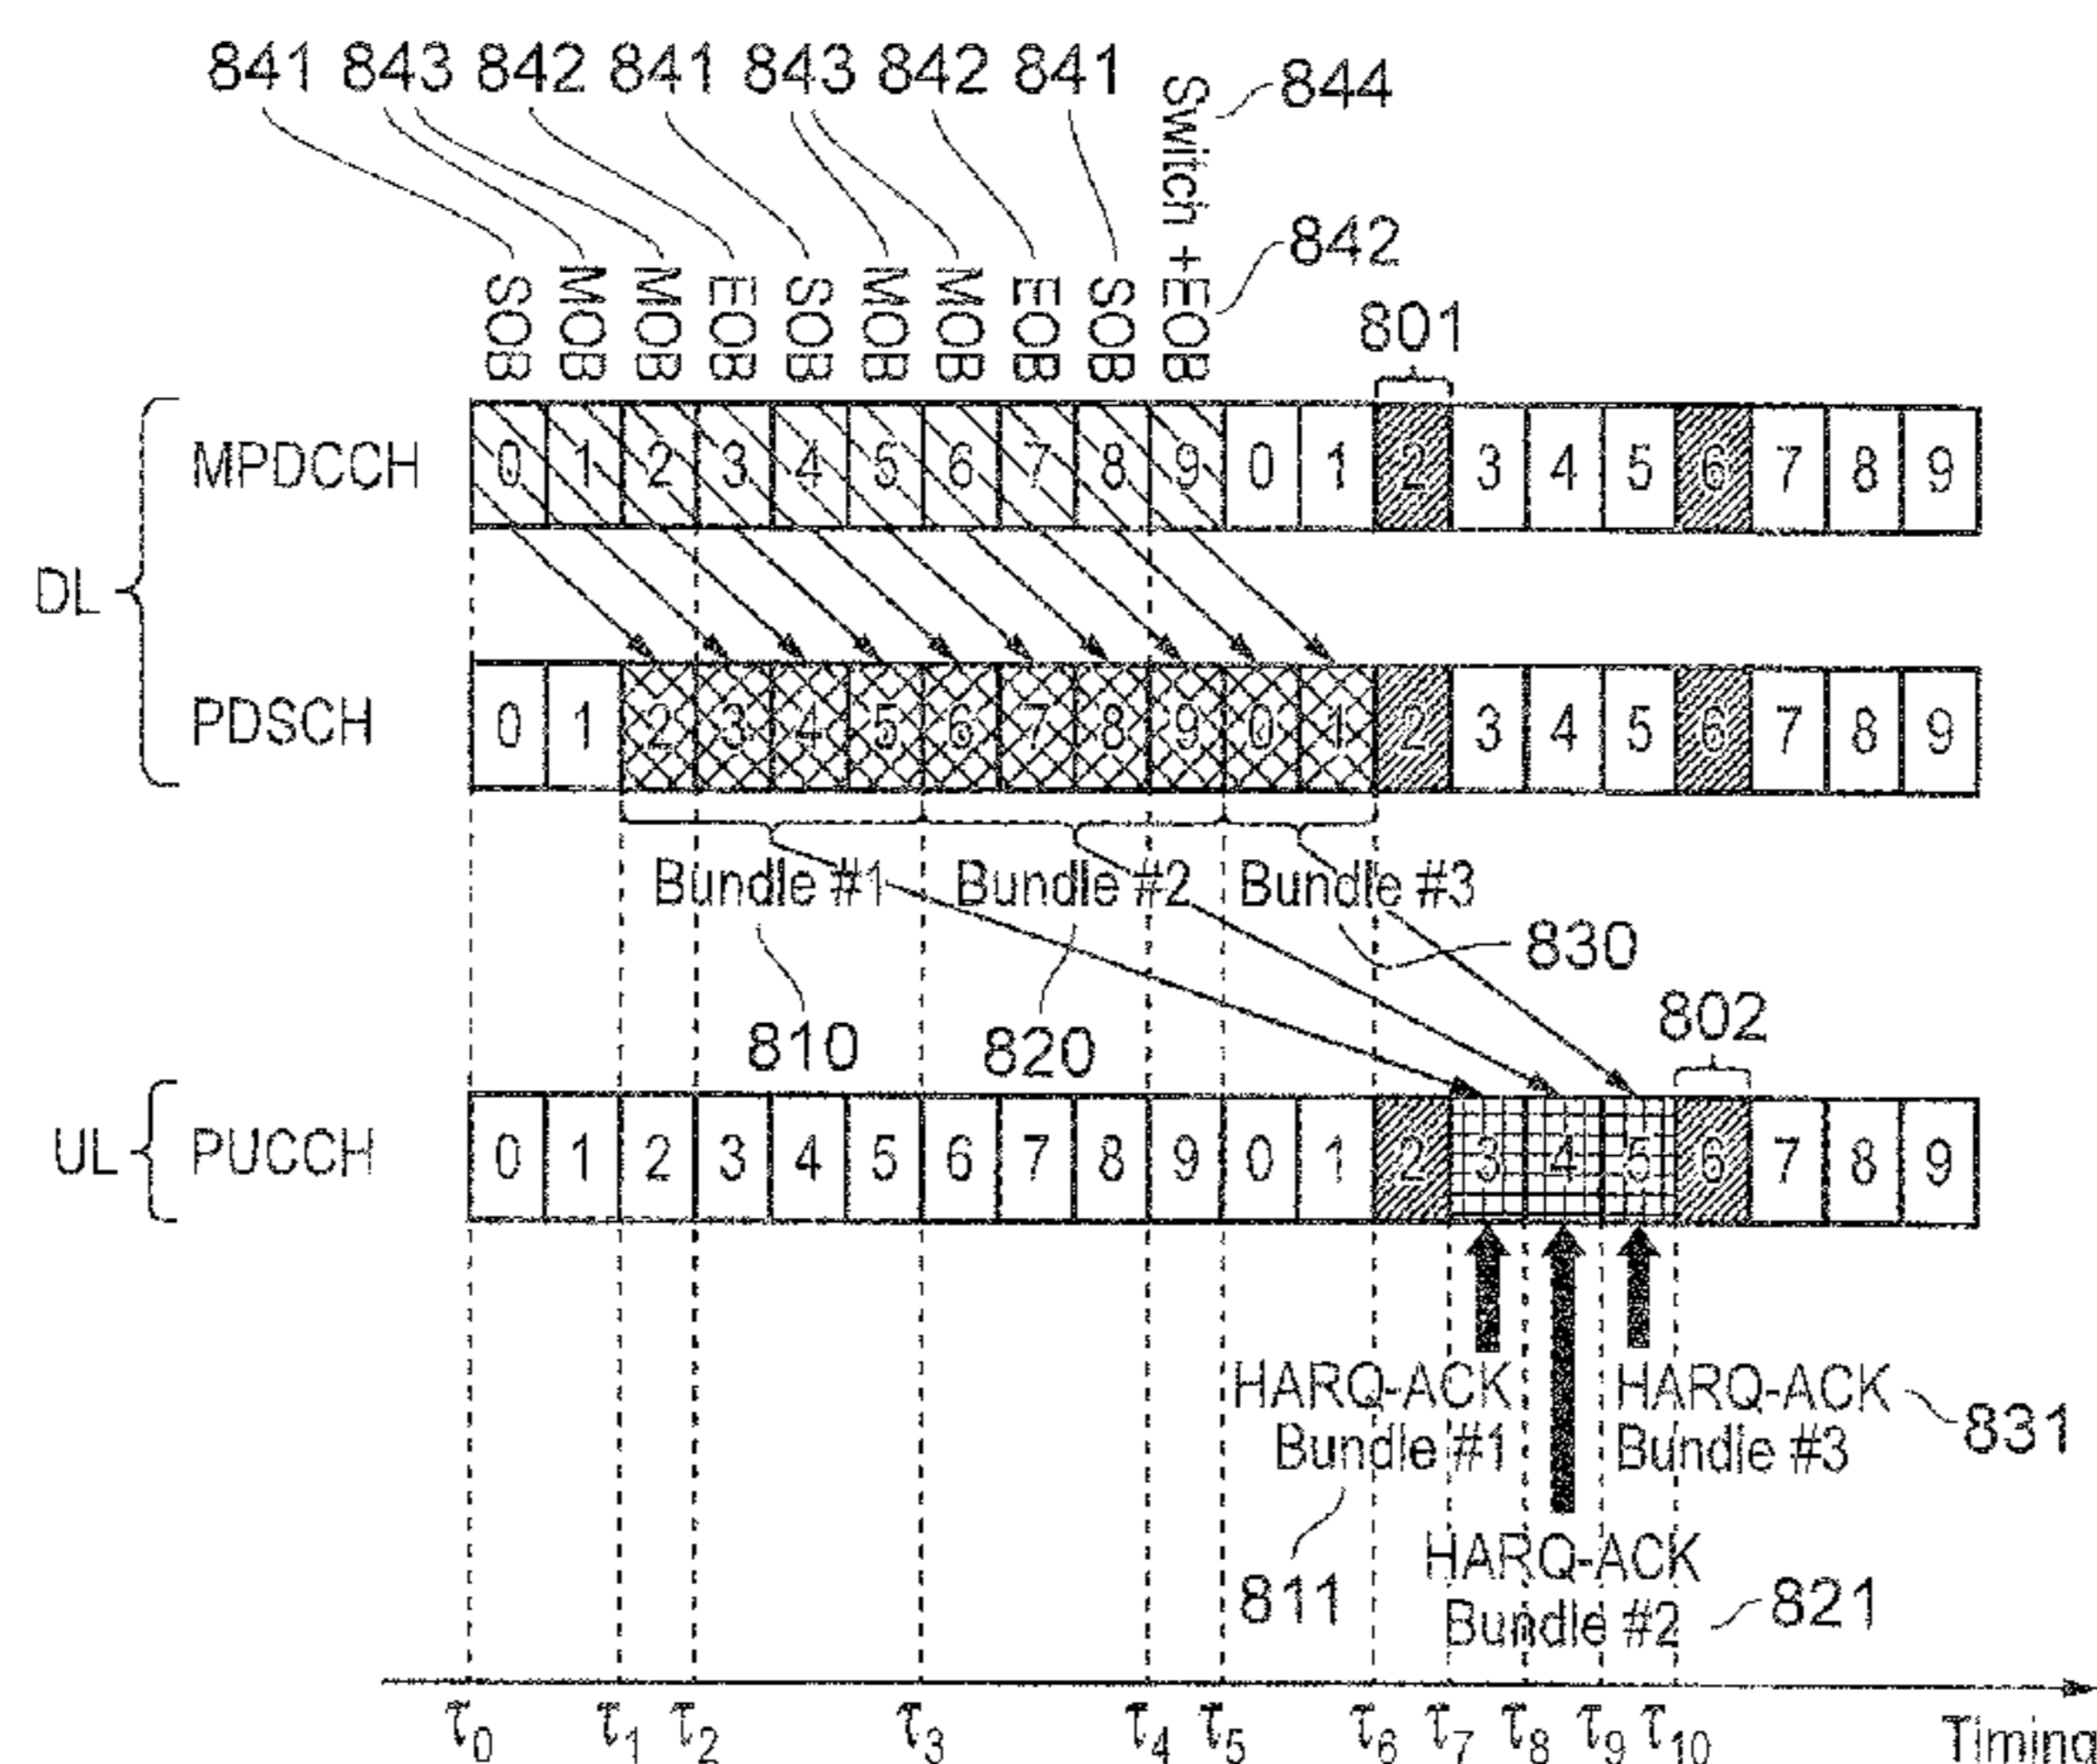 841 843 842 841 843 842 841
Switch +EOB
844
842
SOB MOB MOB EOB SOB MOB MOB EOB SOB
801
MPDCCH 0 1 2 3 4 5 6 7 8 9 0 1 2 3 4 5 6 7 8 9
DL
PDSCH 0 1 2 3 4 5 6 7 8 9 0 1 2 3 4 5 6 7 8 9
Bundle #1 Bundle #2 Bundle #3
830
810 820 802
UL PUCCH 0 1 2 3 4 5 6 7 8 9 0 1 2 3 4 5 6 7 8 9
HARQ-ACK
Bundle #1
811
HARQ-ACK
Bundle #3
831
HARQ-ACK
Bundle #2
821
τ0 τ1 τ2 τ3 τ4 τ5 τ6 τ7 τ8 τ9 τ10 Timing